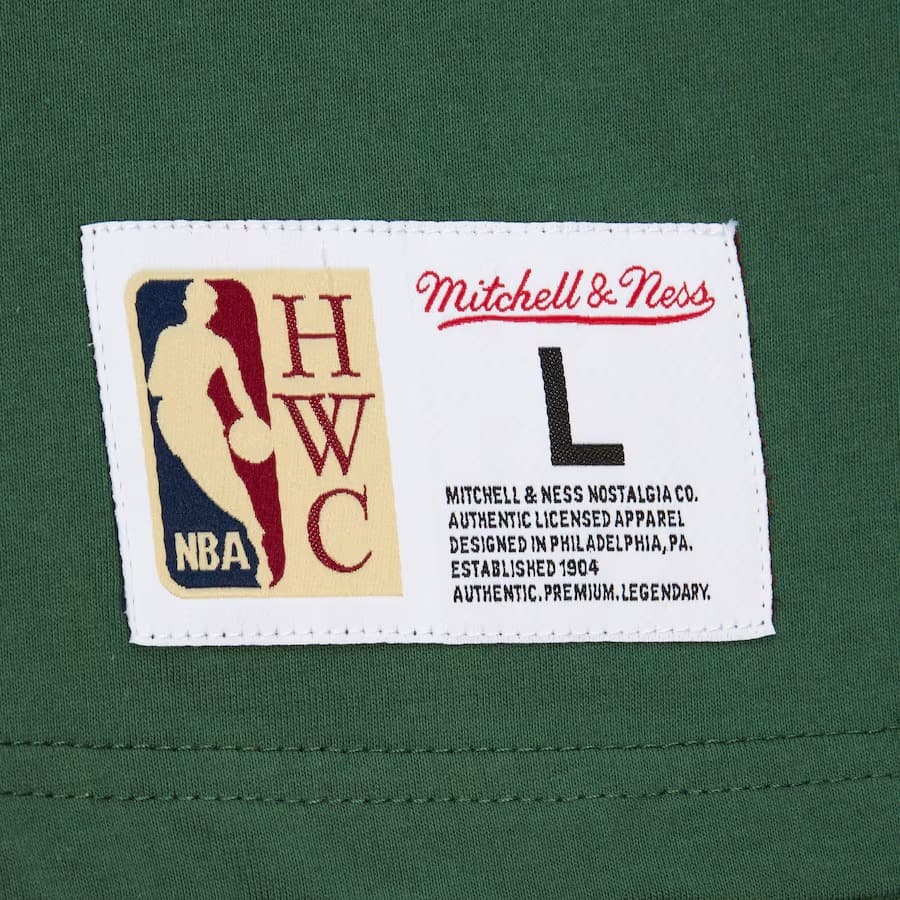 NBA
H
W
C
Mitchell & Ness
L
MITCHELL & NESS NOSTALGIA CO.
AUTHENTIC LICENSED APPAREL
DESIGNED IN PHILADELPHIA, PA.
ESTABLISHED 1904
AUTHENTIC. PREMIUM. LEGENDARY.